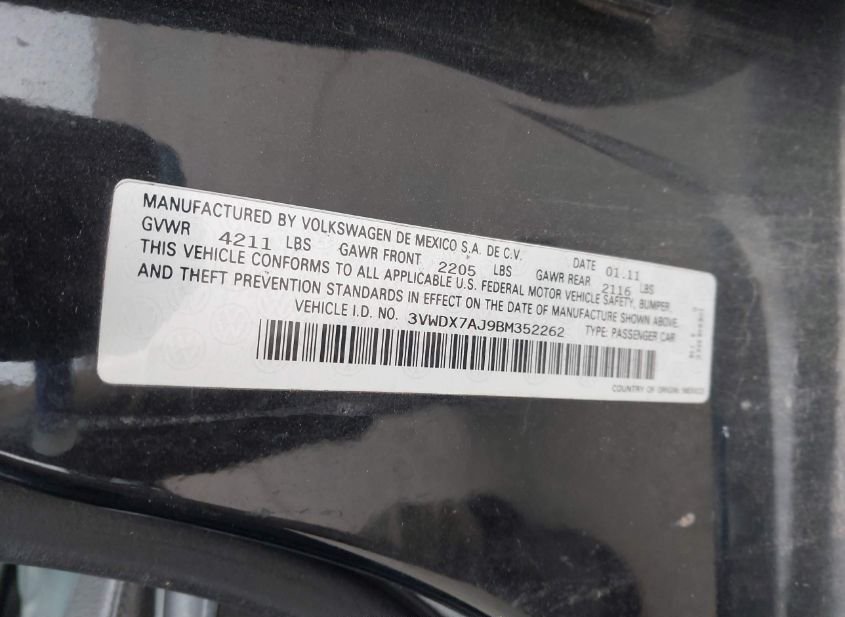 MANUFACTURED BY VOLKSWAGEN DE MEXICO S.A. DE C.V. DATE 01.11
GVWR 4211 LBS GAWR FRONT 2205 LBS GAWR REAR 2116 LBS
THIS VEHICLE CONFORMS TO ALL APPLICABLE U.S. FEDERAL MOTOR VEHICLE SAFETY, BUMPER,
AND THEFT PREVENTION STANDARDS IN EFFECT ON THE DATE OF MANUFACTURE SHOWN ABOVE.
VEHICLE I.D. NO. 3VWDX7AJ9BM352262 TYPE: PASSENGER CAR
COUNTRY OF ORIGIN: MEXICO